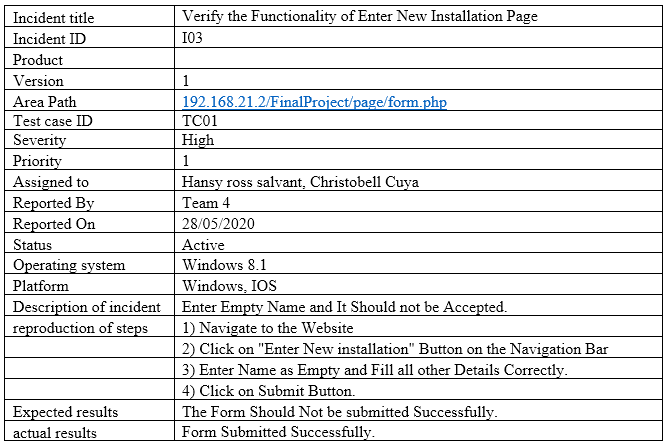 Incident title Verify the Functionality of Enter New Installation Page
Incident ID I03
Product
Version 1
Area Path 192.168.21.2/FinalProject/page/form.php
Test case ID TC01
Severity High
Priority 1
Assigned to Hansy ross salvant, Christobell Cuya
Reported By Team 4
Reported On 28/05/2020
Status Active
Operating system Windows 8.1
Platform Windows, IOS
Description of incident Enter Empty Name and It Should not be Accepted.
reproduction of steps 1) Navigate to the Website
2) Click on "Enter New installation" Button on the Navigation Bar
3) Enter Name as Empty and Fill all other Details Correctly.
4) Click on Submit Button.
Expected results The Form Should Not be submitted Successfully.
actual results Form Submitted Successfully.